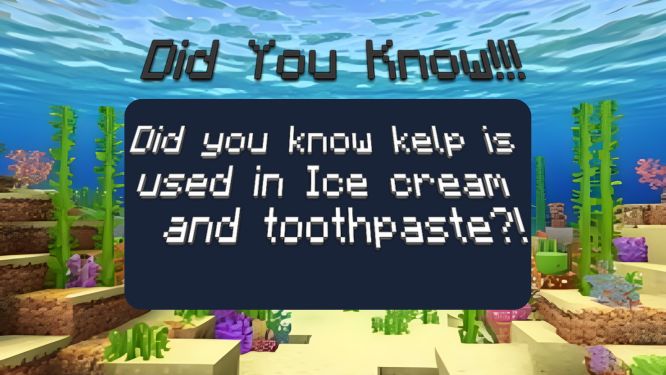 Did You Know!!!
Did you know kelp is
used in Ice cream
and toothpaste?!